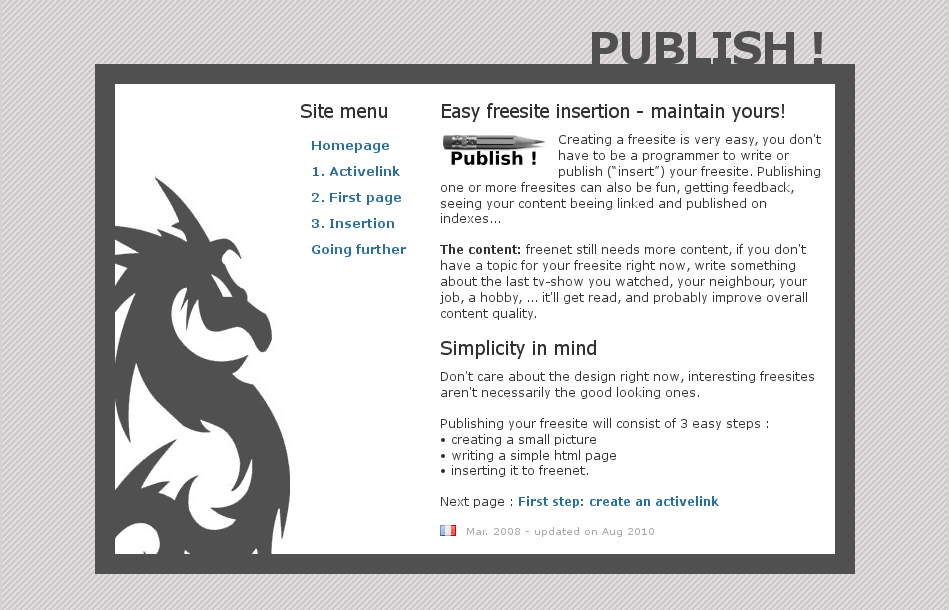 PUBLISH !
Site menu
Homepage
1. Activelink
2. First page
3. Insertion
Going further
Easy freesite insertion - maintain yours!
Publish !
Creating a freesite is very easy, you don't
have to be a programmer to write or
publish (“insert”) your freesite. Publishing
one or more freesites can also be fun, getting feedback,
seeing your content beeing linked and published on
indexes...
The content: freenet still needs more content, if you don't
have a topic for your freesite right now, write something
about the last tv-show you watched, your neighbour, your
job, a hobby, ... it'll get read, and probably improve overall
content quality.
Simplicity in mind
Don't care about the design right now, interesting freesites
aren't necessarily the good looking ones.
Publishing your freesite will consist of 3 easy steps :
• creating a small picture
• writing a simple html page
• inserting it to freenet.
Next page : First step: create an activelink
Mar. 2008 - updated on Aug 2010